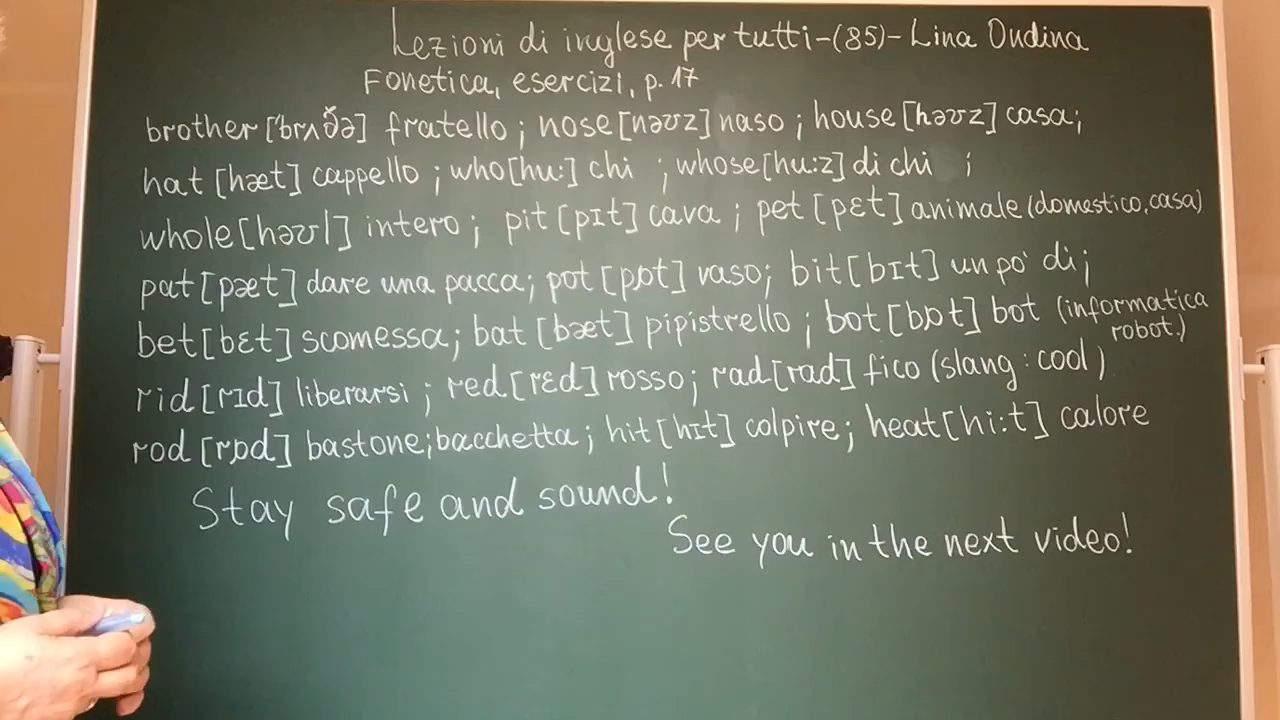 Lezioni di inglese per tutti-(85)- Lina Ondina
Fonetica, esercizi, p. 17
brother ['brʌðə] fratello ; nose [nəʊz] naso ; house [həʊz] casa;
hat [hæt] cappello ; who [hu:] chi ; whose [hu:z] di chi ;
whole [həʊl] intero ; pit [pɪt] cava ; pet [pɛt] animale (domestico, casa)
pat [pæt] dare una pacca; pot [pɒt] vaso; bit [bɪt] un po' di;
bet [bɛt] scomessa; bat [bæt] pipistrello ; bot [bɒt] bot (informatica
robot.)
rid [rɪd] liberarsi ; red [rɛd] rosso; rad [rad] fico (slang : cool)
rod [rɒd] bastone;bacchetta; hit [hɪt] colpire; heat [hi:t] calore
Stay safe and sound!
See you in the next video!